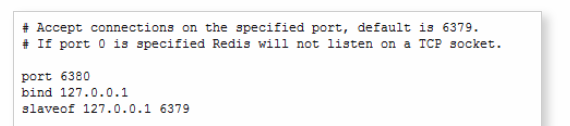 # Accept connections on the specified port, default is 6379.
# If port 0 is specified Redis will not listen on a TCP socket.
port 6380
bind 127.0.0.1
slaveof 127.0.0.1 6379